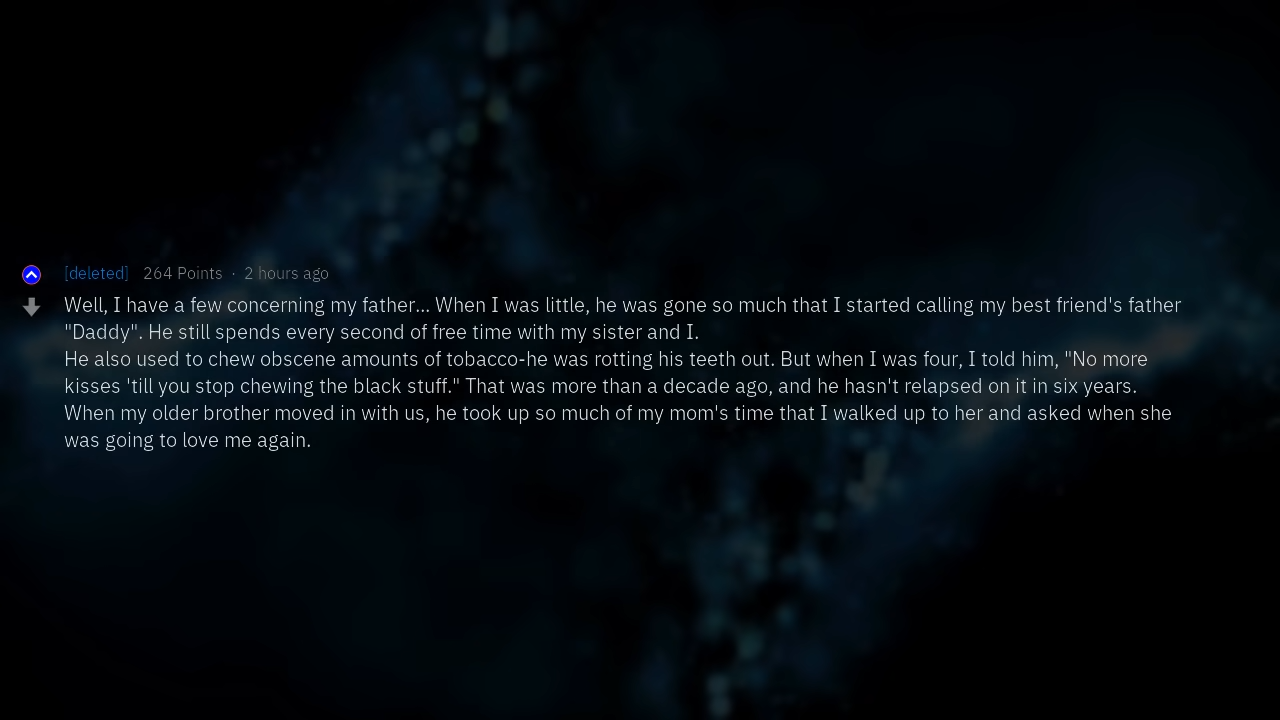 [deleted] 264 Points · 2 hours ago
Well, I have a few concerning my father... When I was little, he was gone so much that I started calling my best friend's father
"Daddy". He still spends every second of free time with my sister and I.
He also used to chew obscene amounts of tobacco-he was rotting his teeth out. But when I was four, I told him, "No more
kisses 'till you stop chewing the black stuff." That was more than a decade ago, and he hasn't relapsed on it in six years.
When my older brother moved in with us, he took up so much of my mom's time that I walked up to her and asked when she
was going to love me again.